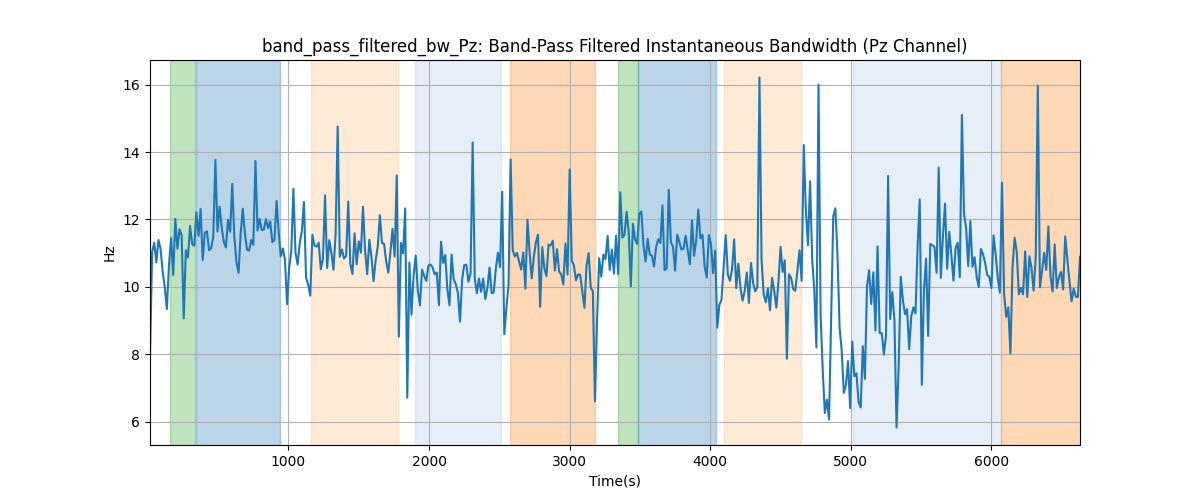 band_pass_filtered_bw_Pz: Band-Pass Filtered Instantaneous Bandwidth (Pz Channel)
16
14
12
10
8
6
Hz
1000 2000 3000 4000 5000 6000
Time(s)